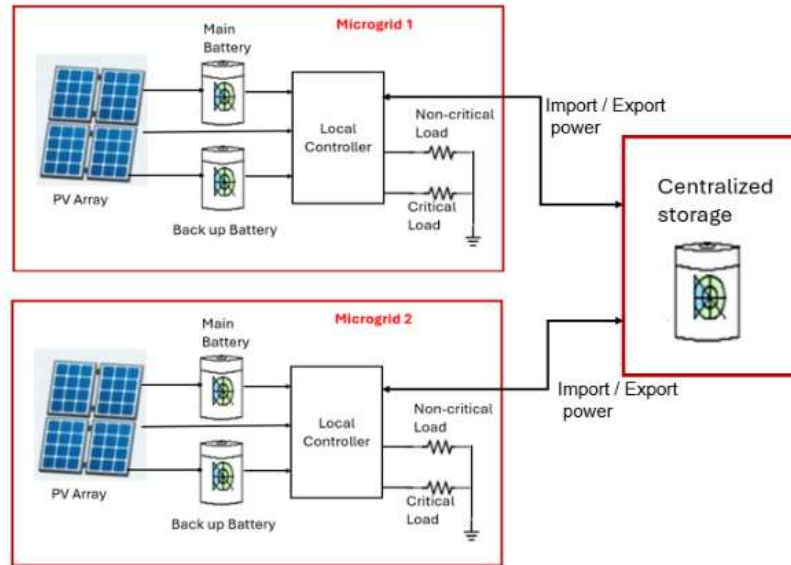 Microgrid 1
Main
Battery
PV Array
Back up Battery
Local
Controller
Non-critical
Load
Critical
Load
Import / Export
power
Centralized
storage
Microgrid 2
Main
Battery
PV Array
Back up Battery
Local
Controller
Non-critical
Load
Critical
Load
Import / Export
power